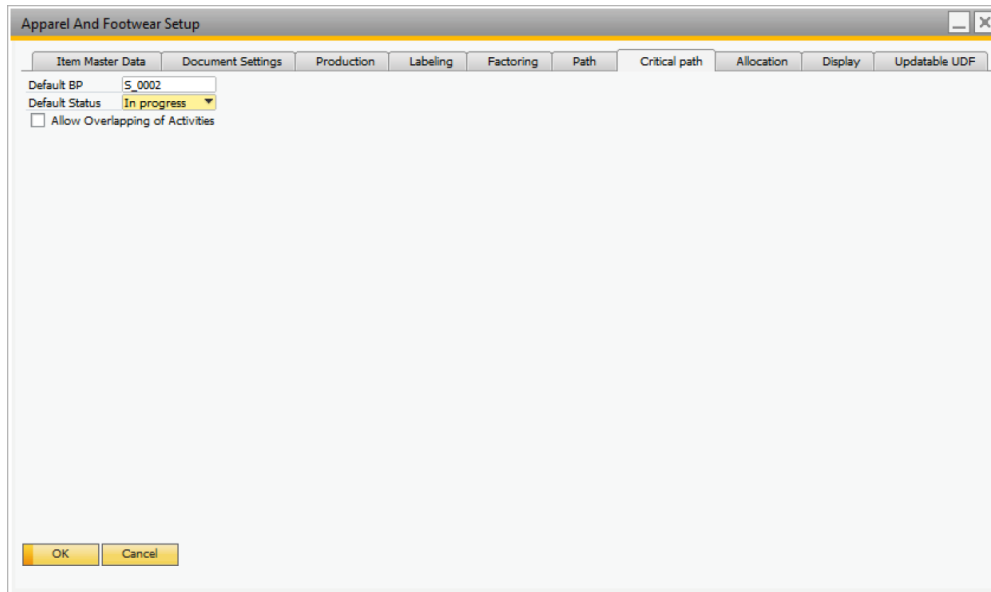 Apparel And Footwear Setup
Item Master Data Document Settings Production Labeling Factoring Path Critical path Allocation Display Updatable UDF
Default BP S_0002
Default Status In progress
Allow Overlapping of Activities
OK Cancel